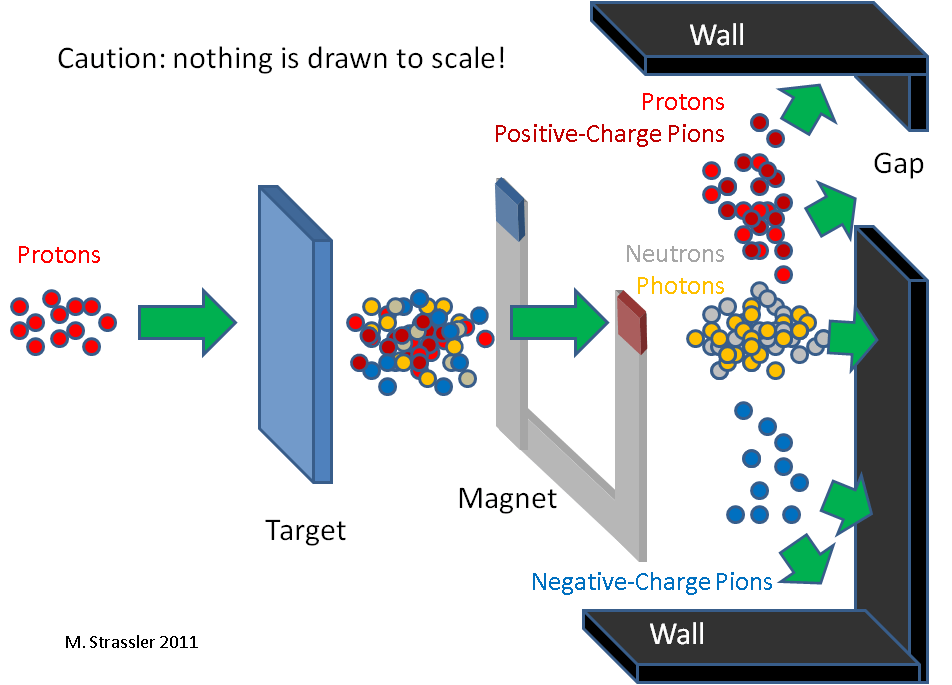 Caution: nothing is drawn to scale!
Wall
Protons
Positive-Charge Pions
Gap
Protons
Neutrons
Photons
Magnet
Target
Negative-Charge Pions
Wall
M. Strassler 2011